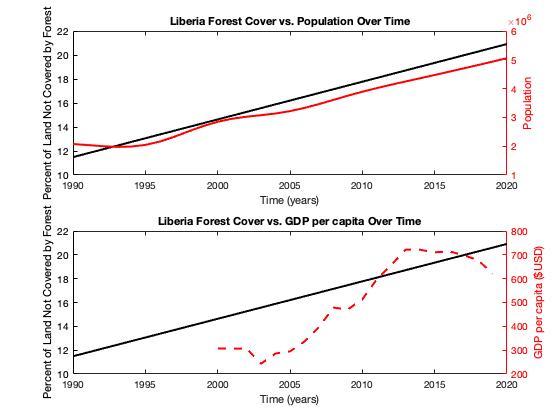 Liberia Forest Cover vs. Population Over Time
×10^6
Percent of Land Not Covered by Forest
22
20
18
16
14
12
10
6
5
4
3
2
1
Population
1990 1995 2000 2005 2010 2015 2020
Time (years)
Liberia Forest Cover vs. GDP per capita Over Time
Percent of Land Not Covered by Forest
22
20
18
16
14
12
10
800
700
600
500
400
300
200
GDP per capita ($USD)
1990 1995 2000 2005 2010 2015 2020
Time (years)